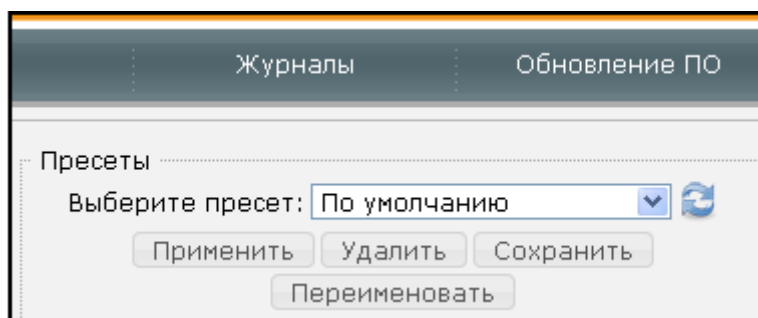 Журналы Обновление ПО
Пресеты
Выберите пресет: По умолчанию
Применить Удалить Сохранить
Переименовать